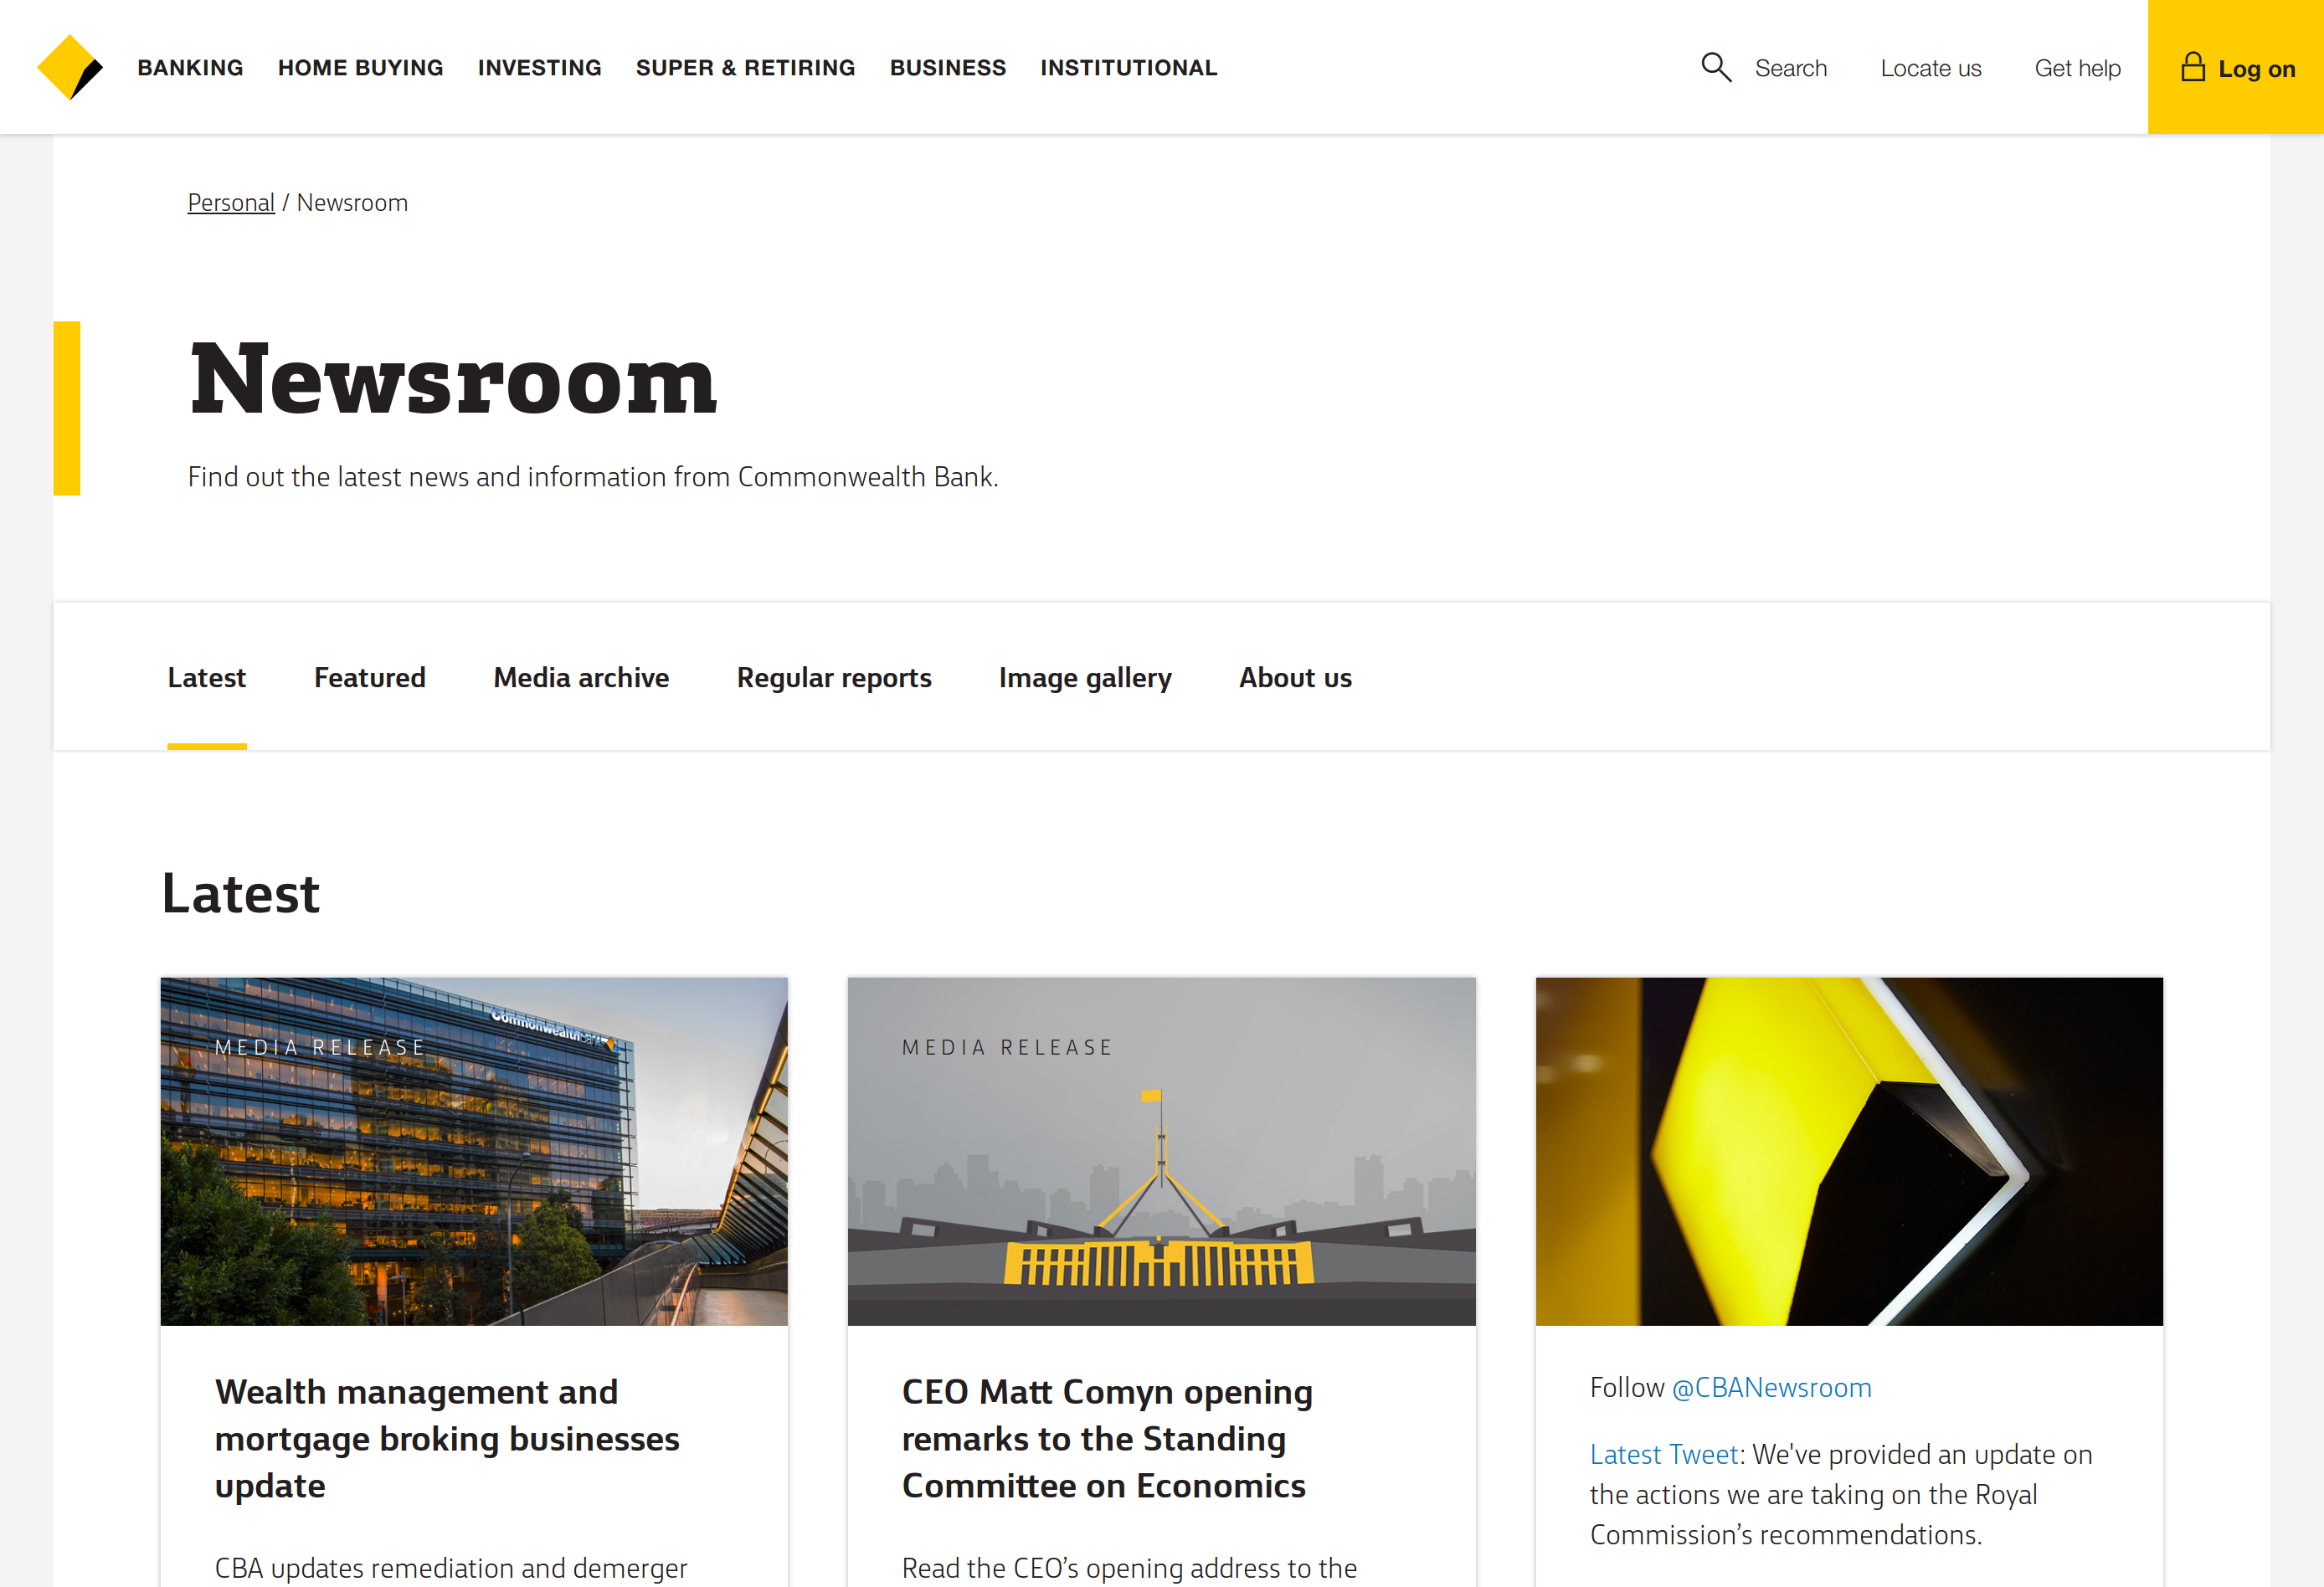 BANKING HOME BUYING INVESTING SUPER & RETIRING BUSINESS INSTITUTIONAL Search Locate us Get help Log on
Personal / Newsroom
Newsroom
Find out the latest news and information from Commonwealth Bank.
Latest Featured Media archive Regular reports Image gallery About us
Latest
CommonwealthBank
MEDIA RELEASE
Wealth management and
mortgage broking businesses
update
CBA updates remediation and demerger
MEDIA RELEASE
CEO Matt Comyn opening
remarks to the Standing
Committee on Economics
Read the CEO’s opening address to the
Follow @CBANewsroom
Latest Tweet: We've provided an update on
the actions we are taking on the Royal
Commission’s recommendations.